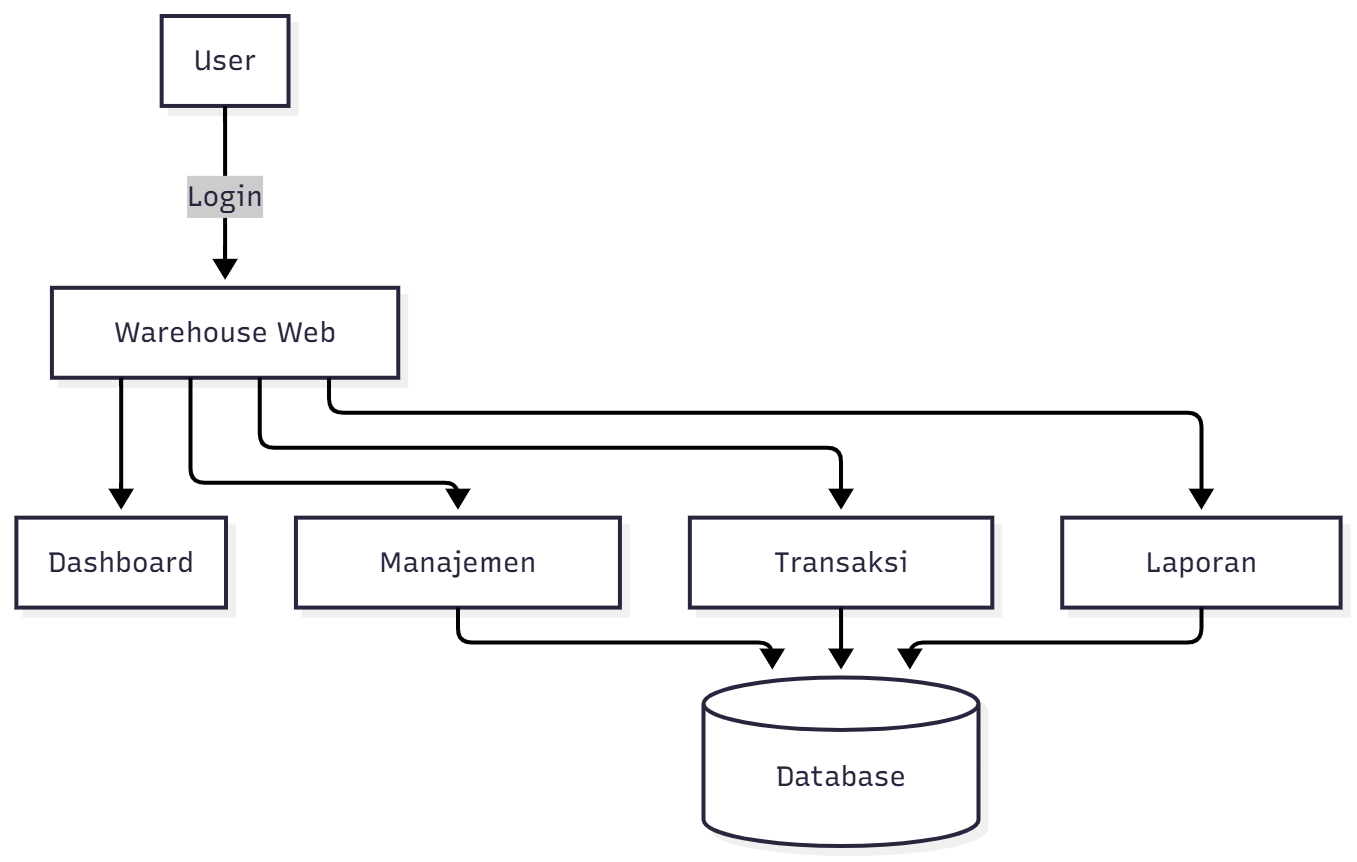 User
Login
Warehouse Web
Dashboard
Manajemen
Transaksi
Laporan
Database